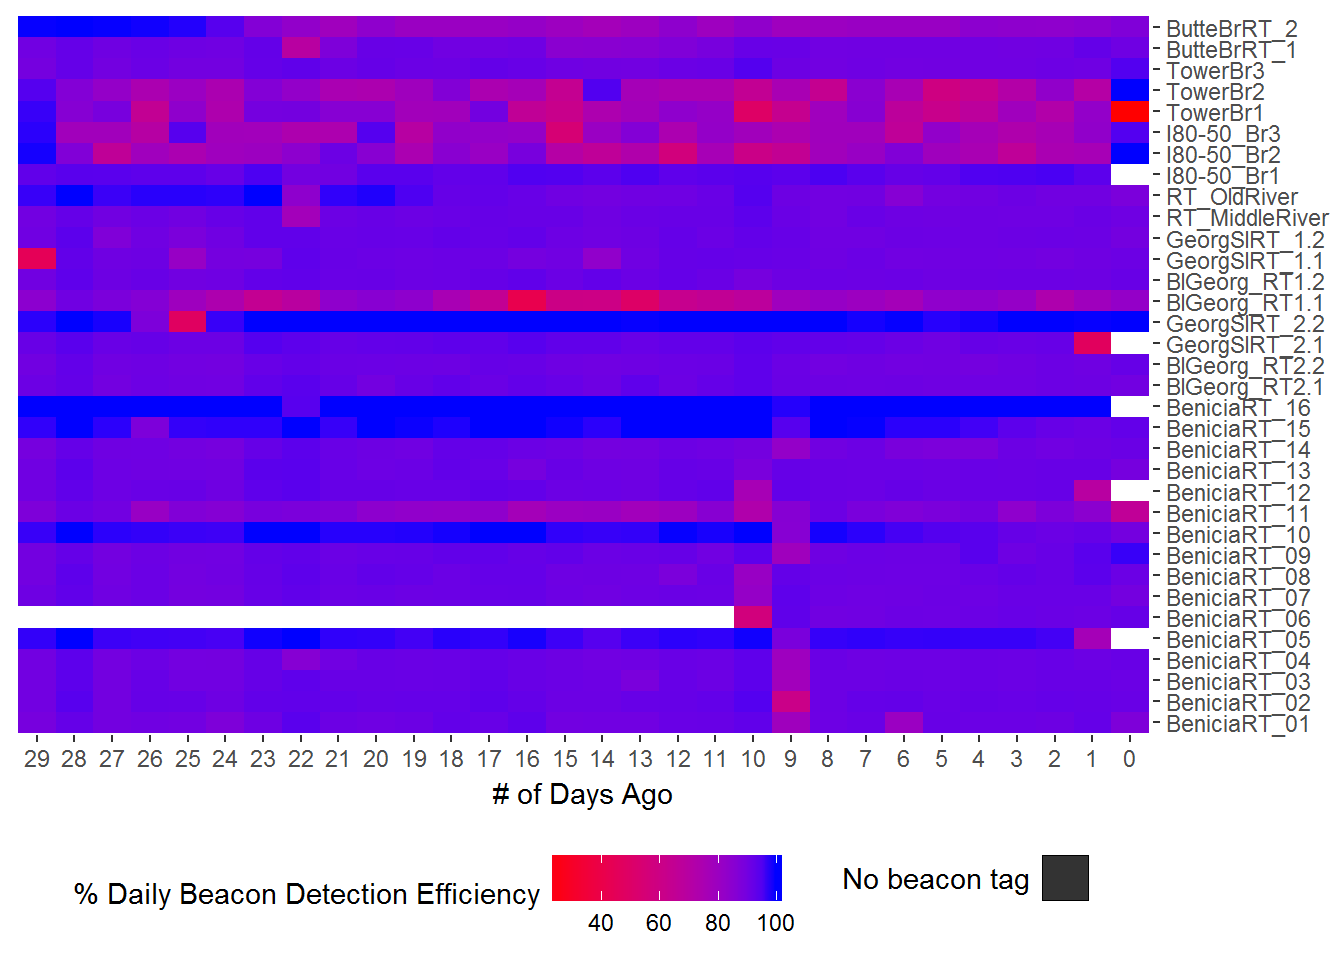 ButteBrRT_2
ButteBrRT_1
TowerBr3
TowerBr2
TowerBr1
I80-50_Br3
I80-50_Br2
I80-50_Br1
RT_OldRiver
RT_MiddleRiver
GeorgSlRT_1.2
GeorgSlRT_1.1
BlGeorg_RT1.2
BlGeorg_RT1.1
GeorgSlRT_2.2
GeorgSlRT_2.1
BlGeorg_RT2.2
BlGeorg_RT2.1
BeniciaRT_16
BeniciaRT_15
BeniciaRT_14
BeniciaRT_13
BeniciaRT_12
BeniciaRT_11
BeniciaRT_10
BeniciaRT_09
BeniciaRT_08
BeniciaRT_07
BeniciaRT_06
BeniciaRT_05
BeniciaRT_04
BeniciaRT_03
BeniciaRT_02
BeniciaRT_01
29 28 27 26 25 24 23 22 21 20 19 18 17 16 15 14 13 12 11 10 9 8 7 6 5 4 3 2 1 0
# of Days Ago
% Daily Beacon Detection Efficiency
40 60 80 100
No beacon tag